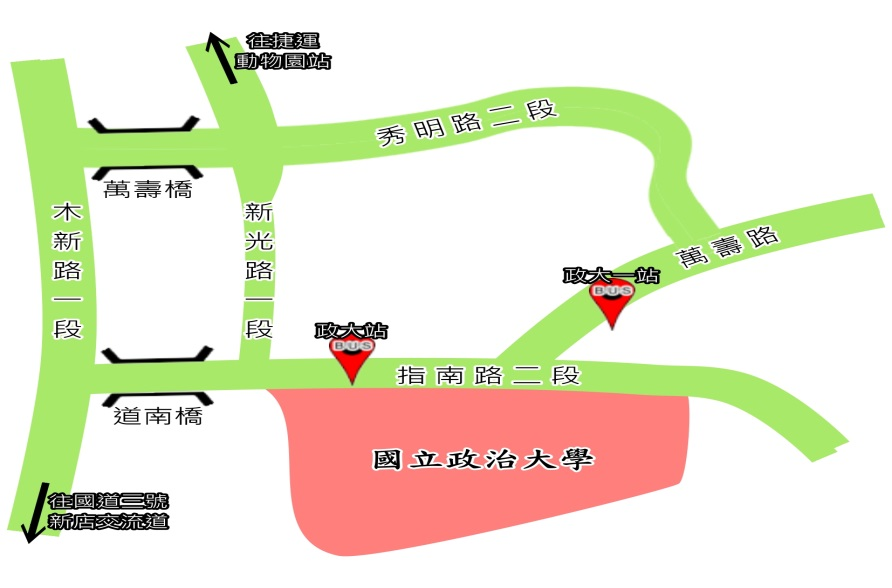 往捷運
動物園站
秀明路二段
萬壽橋
木新路一段
新光路一段
萬壽路
政大一站
BUS
政大站
BUS
指南路二段
道南橋
國立政治大學
往國道三號
新店交流道